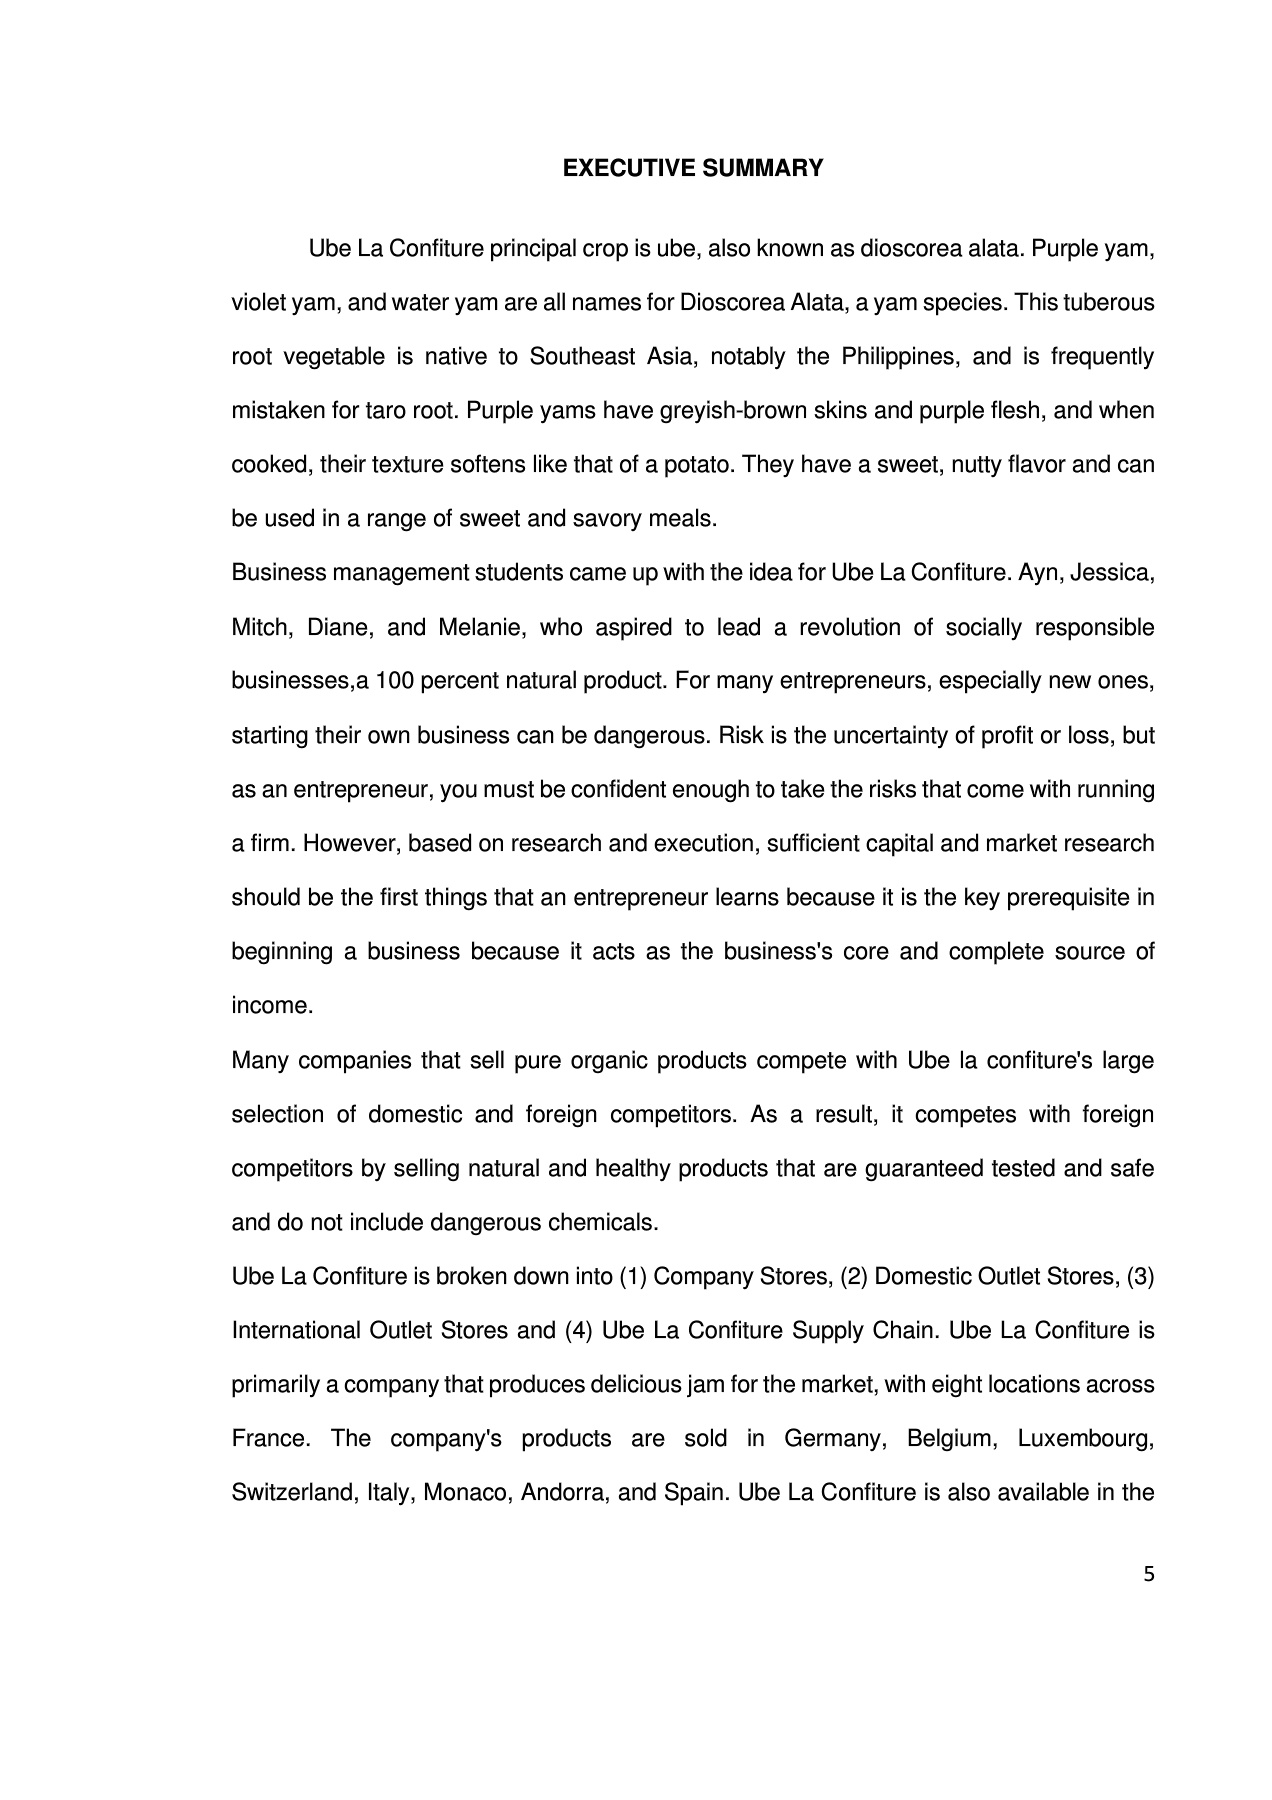 EXECUTIVE SUMMARY
Ube La Confiture principal crop is ube, also known as dioscorea alata. Purple yam,
violet yam, and water yam are all names for Dioscorea Alata, a yam species. This tuberous
root vegetable is native to Southeast Asia, notably the Philippines, and is frequently
mistaken for taro root. Purple yams have greyish-brown skins and purple flesh, and when
cooked, their texture softens like that of a potato. They have a sweet, nutty flavor and can
be used in a range of sweet and savory meals.
Business management students came up with the idea for Ube La Confiture. Ayn, Jessica,
Mitch, Diane, and Melanie, who aspired to lead a revolution of socially responsible
businesses,a 100 percent natural product. For many entrepreneurs, especially new ones,
starting their own business can be dangerous. Risk is the uncertainty of profit or loss, but
as an entrepreneur, you must be confident enough to take the risks that come with running
a firm. However, based on research and execution, sufficient capital and market research
should be the first things that an entrepreneur learns because it is the key prerequisite in
beginning a business because it acts as the business's core and complete source of
income.
Many companies that sell pure organic products compete with Ube la confiture's large
selection of domestic and foreign competitors. As a result, it competes with foreign
competitors by selling natural and healthy products that are guaranteed tested and safe
and do not include dangerous chemicals.
Ube La Confiture is broken down into (1) Company Stores, (2) Domestic Outlet Stores, (3)
International Outlet Stores and (4) Ube La Confiture Supply Chain. Ube La Confiture is
primarily a company that produces delicious jam for the market, with eight locations across
France. The company's products are sold in Germany, Belgium, Luxembourg,
Switzerland, Italy, Monaco, Andorra, and Spain. Ube La Confiture is also available in the
5